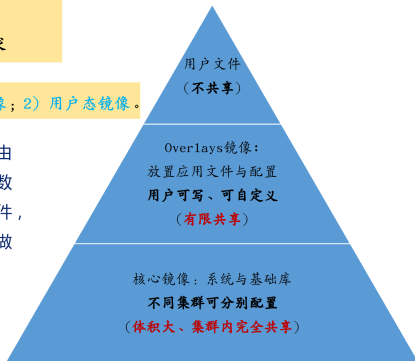 像；2）用户态镜像。
由
数
件，
做
用户文件
（不共享）
Overlays镜像：
放置应用文件与配置
用户可写、可自定义
（有限共享）
核心镜像：系统与基础库
不同集群可分别配置
（体积大、集群内完全共享）